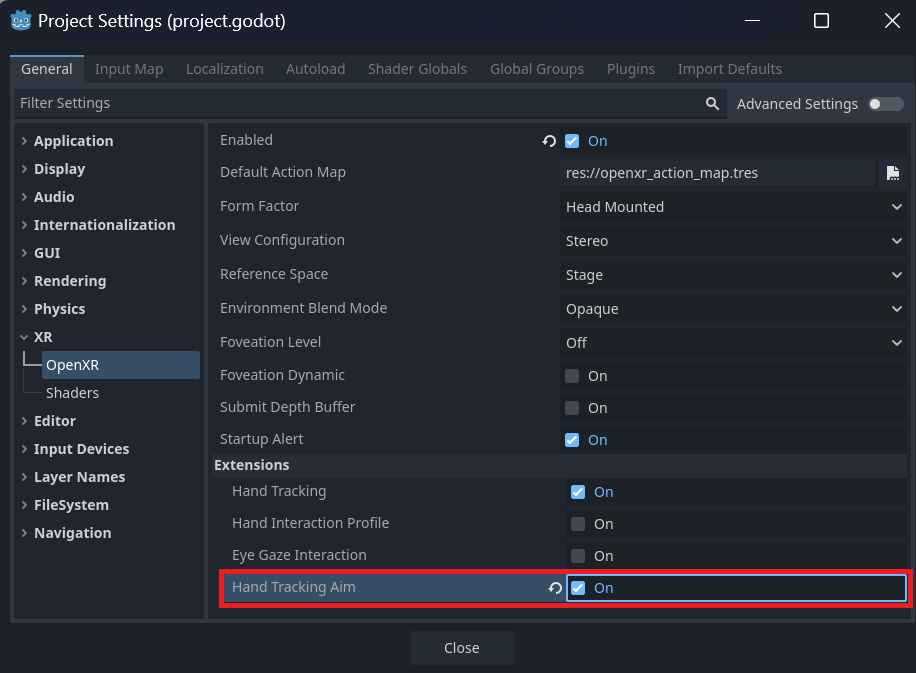 Project Settings (project.godot)
General Input Map Localization Autoload Shader Globals Global Groups Plugins Import Defaults
Filter Settings Advanced Settings
Application
Display
Audio
Internationalization
GUI
Rendering
Physics
XR
OpenXR
Shaders
Editor
Input Devices
Layer Names
FileSystem
Navigation
Enabled On
Default Action Map res://openxr_action_map.tres
Form Factor Head Mounted
View Configuration Stereo
Reference Space Stage
Environment Blend Mode Opaque
Foveation Level Off
Foveation Dynamic On
Submit Depth Buffer On
Startup Alert On
Extensions
Hand Tracking On
Hand Interaction Profile On
Eye Gaze Interaction On
Hand Tracking Aim On
Close